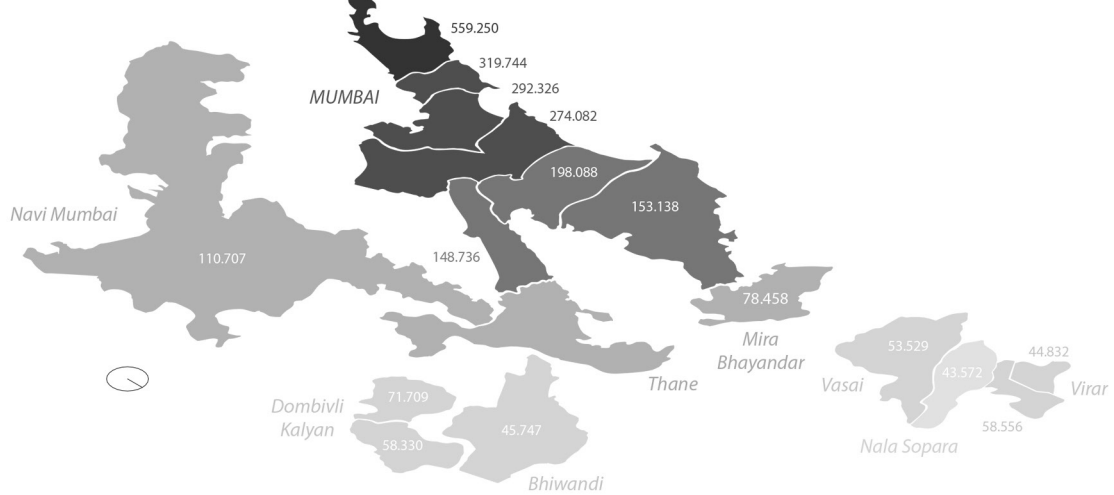 559.250
319.744
MUMBAI
292.326
274.082
198.088
153.138
Navi Mumbai
110.707
148.736
78.458
Mira
Bhayandar
Thane
53.529
44.832
43.572
Vasai
Virar
58.556
Nala Sopara
71.709
Dombivli
Kalyan
58.330
45.747
Bhiwandi